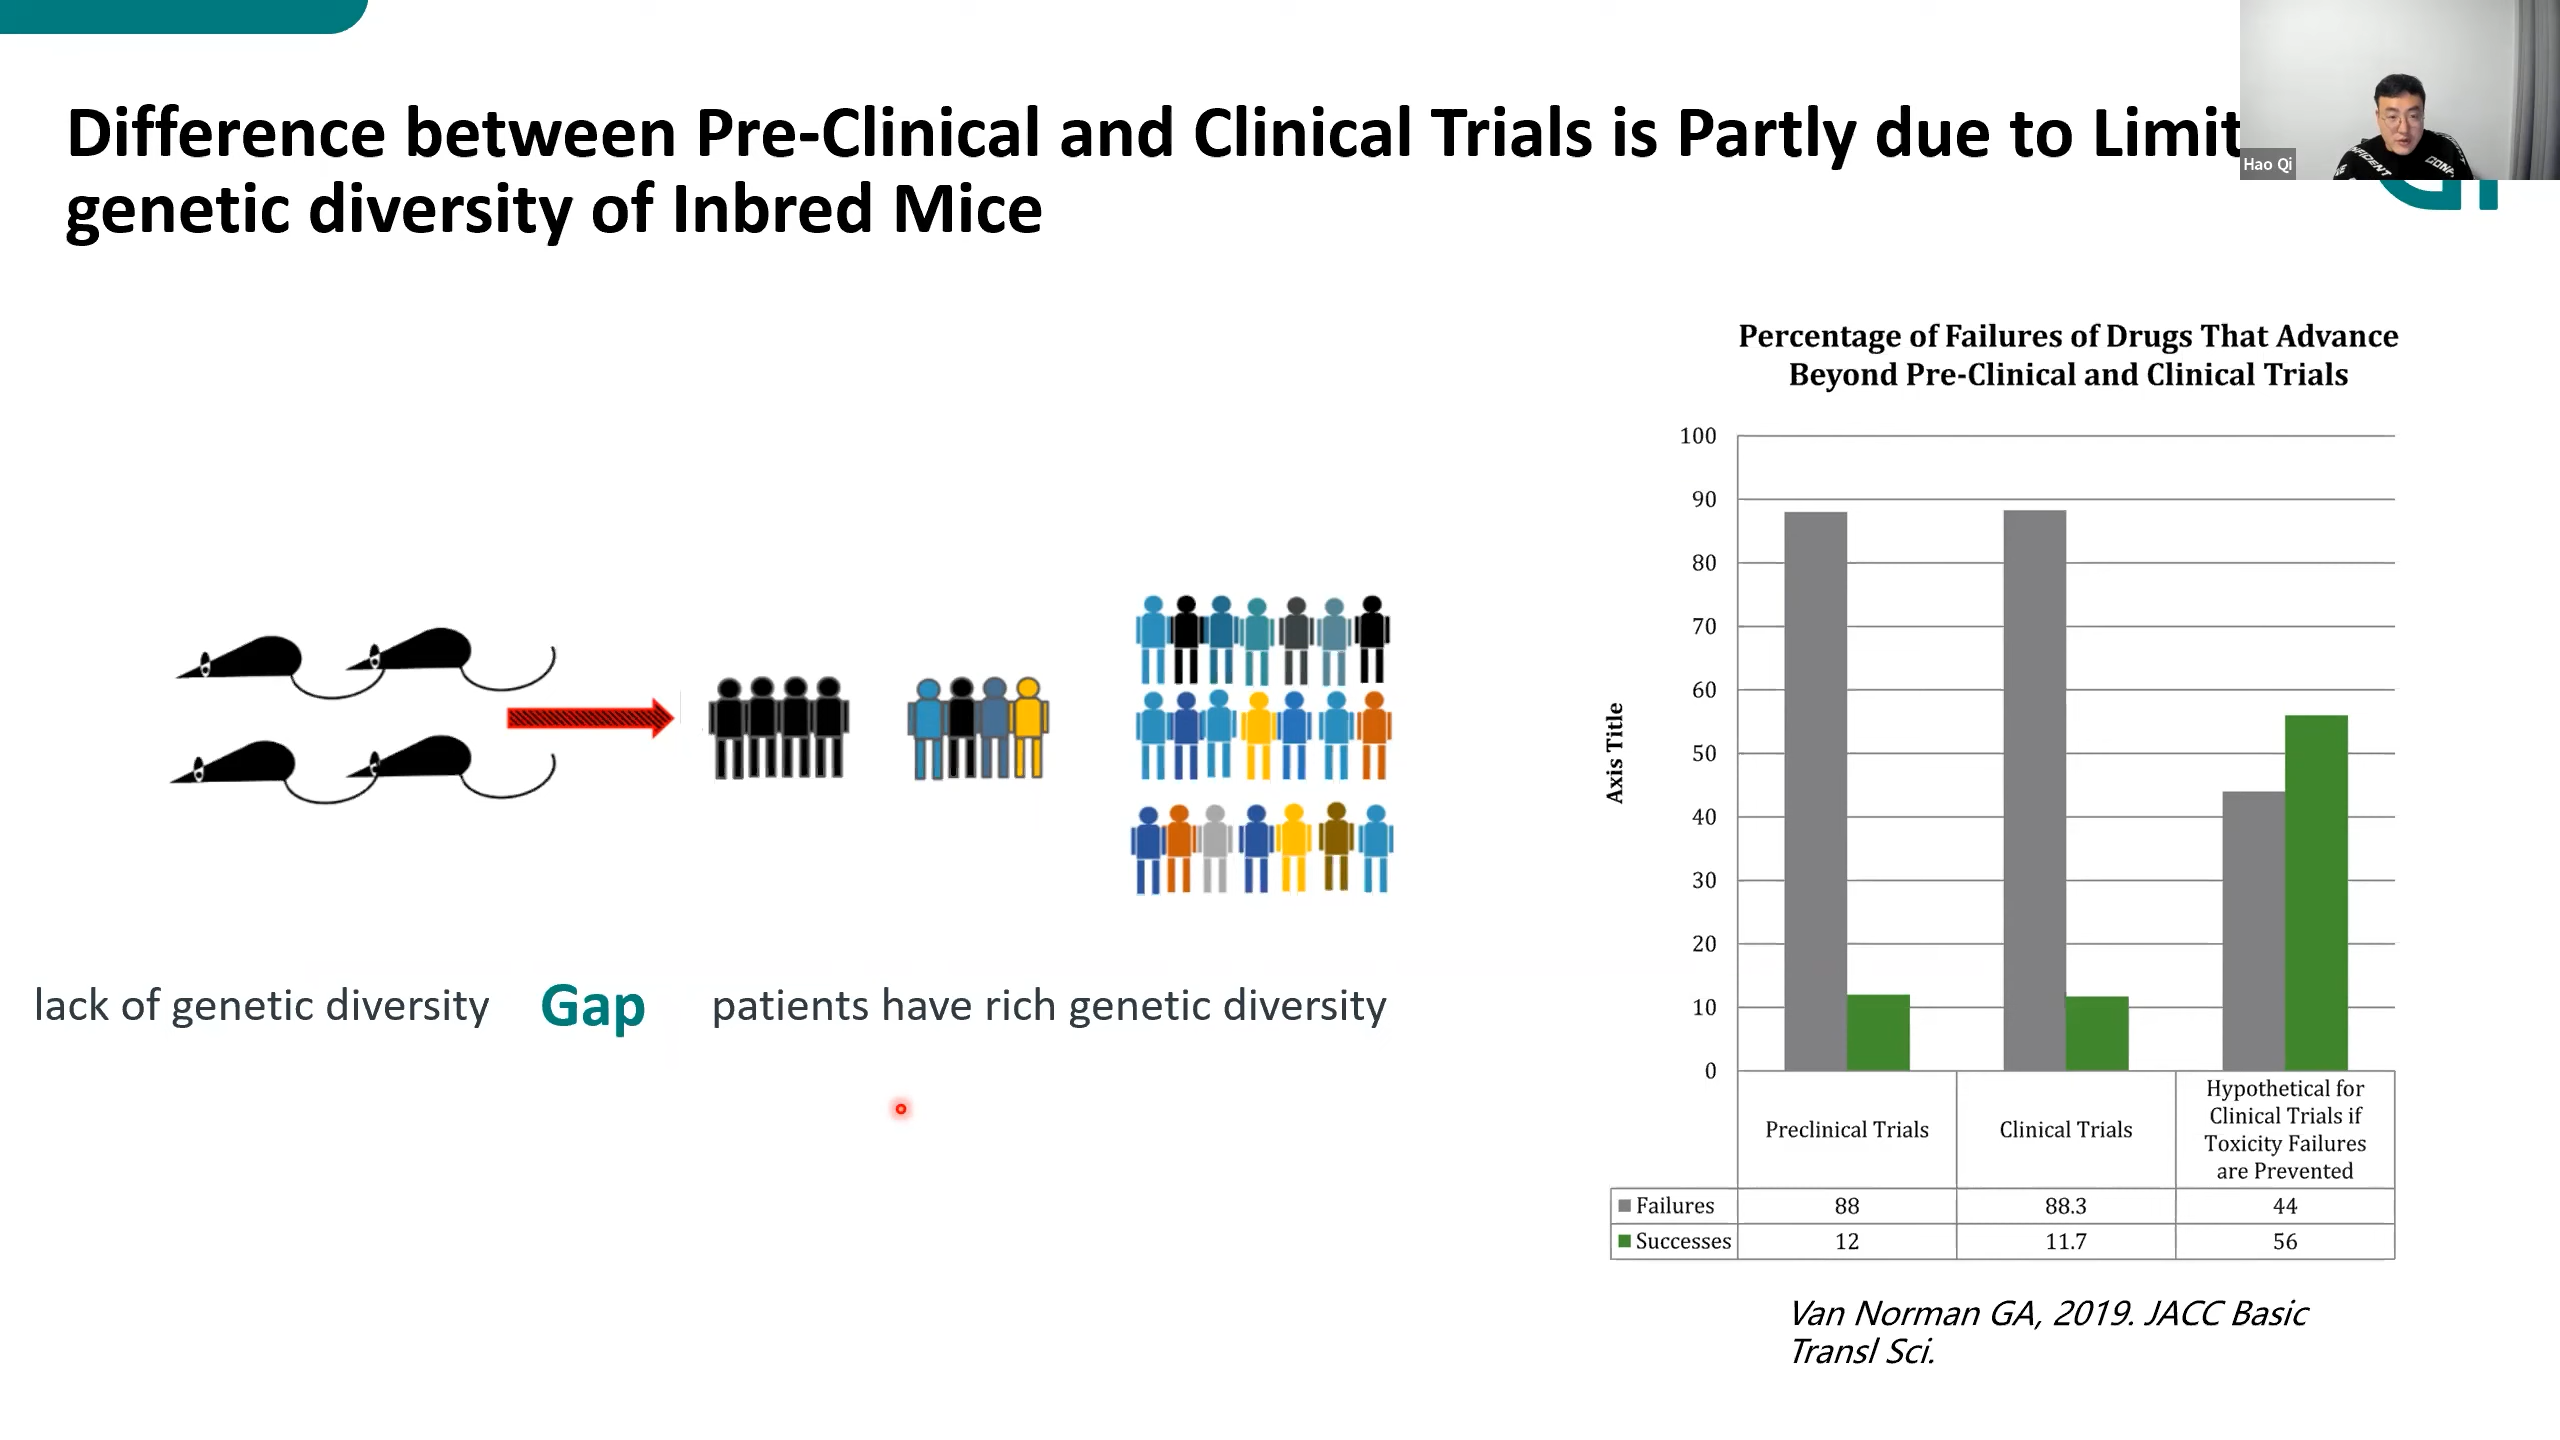 Difference between Pre-Clinical and Clinical Trials is Partly due to Limit
genetic diversity of Inbred Mice
Hao Qi
lack of genetic diversity
Gap
patients have rich genetic diversity
Percentage of Failures of Drugs That Advance
Beyond Pre-Clinical and Clinical Trials
Axis Title
100
90
80
70
60
50
40
30
20
10
0
Preclinical Trials
Clinical Trials
Hypothetical for
Clinical Trials if
Toxicity Failures
are Prevented
Failures 88 88.3 44
Successes 12 11.7 56
Van Norman GA, 2019. JACC Basic
Transl Sci.